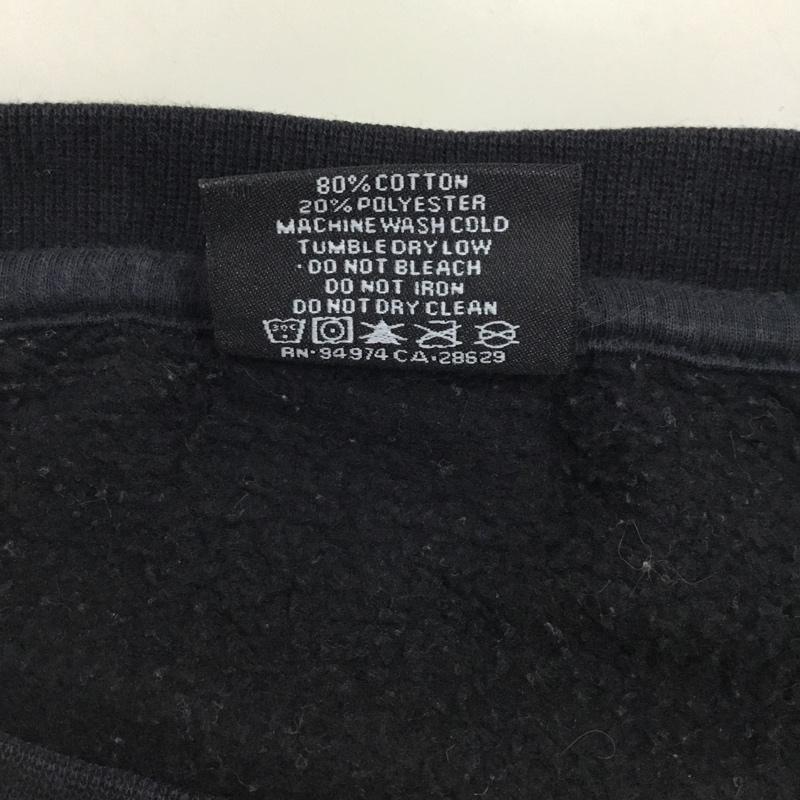 80% COTTON
20% POLYESTER
MACHINE WASH COLD
TUMBLE DRY LOW
·DO NOT BLEACH
DO NOT IRON
DO NOT DRY CLEAN
30C
RN·94974 CA·28629